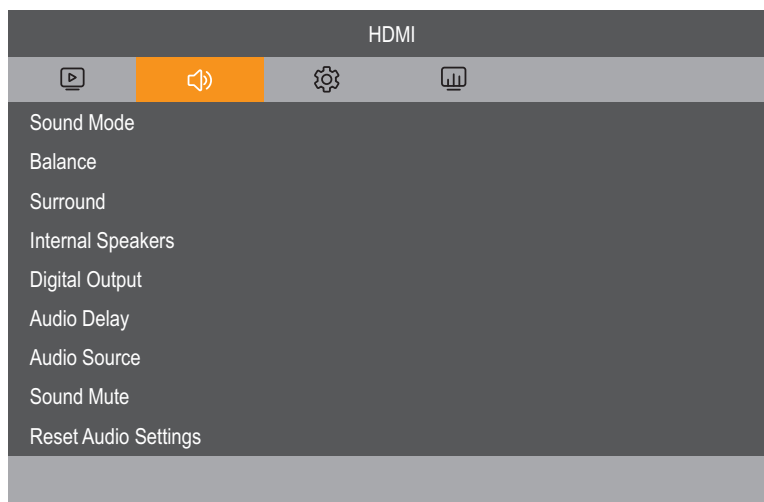 HDMI
Sound Mode
Balance
Surround
Internal Speakers
Digital Output
Audio Delay
Audio Source
Sound Mute
Reset Audio Settings